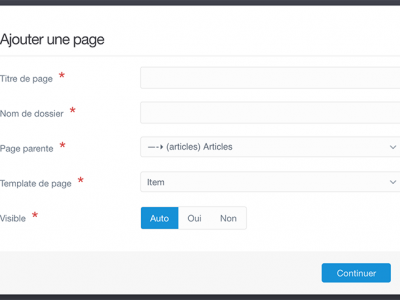 Ajouter une page
Titre de page *
Nom de dossier *
Page parente * —-› (articles) Articles
Template de page * Item
Visible * Auto Oui Non
Continuer